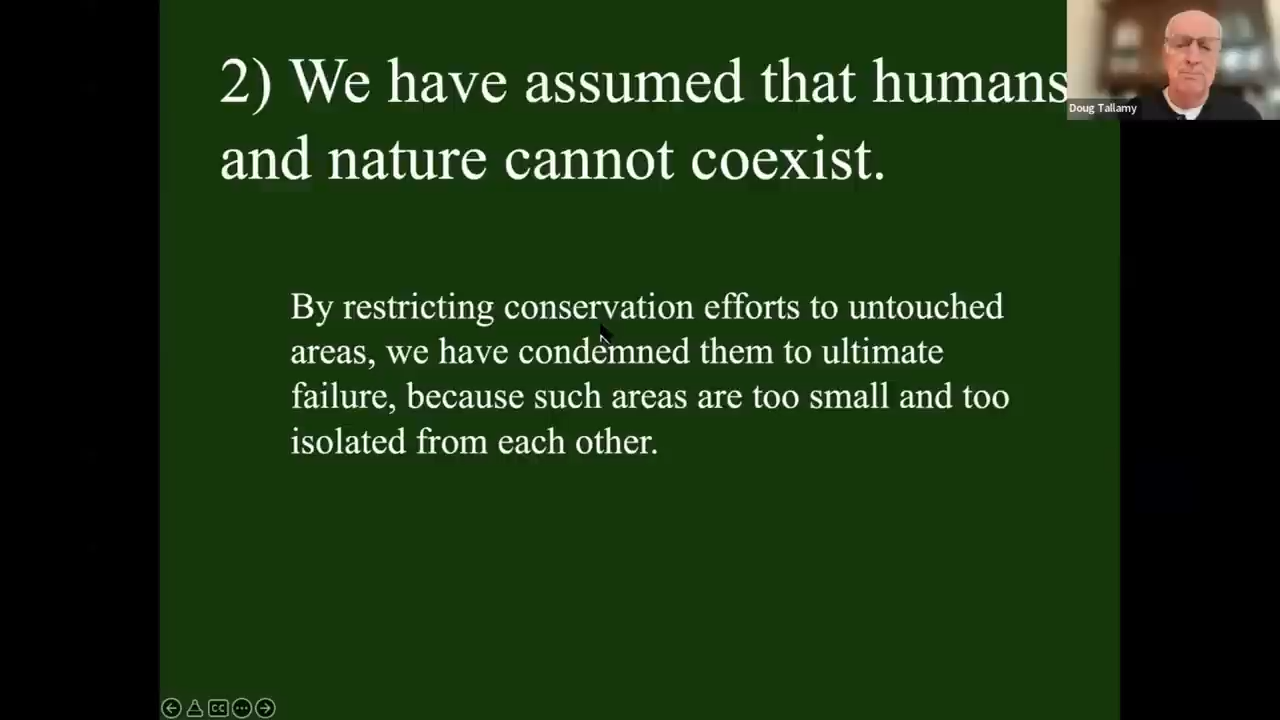 2) We have assumed that humans
and nature cannot coexist.
Doug Tallamy
By restricting conservation efforts to untouched
areas, we have condemned them to ultimate
failure, because such areas are too small and too
isolated from each other.
CC